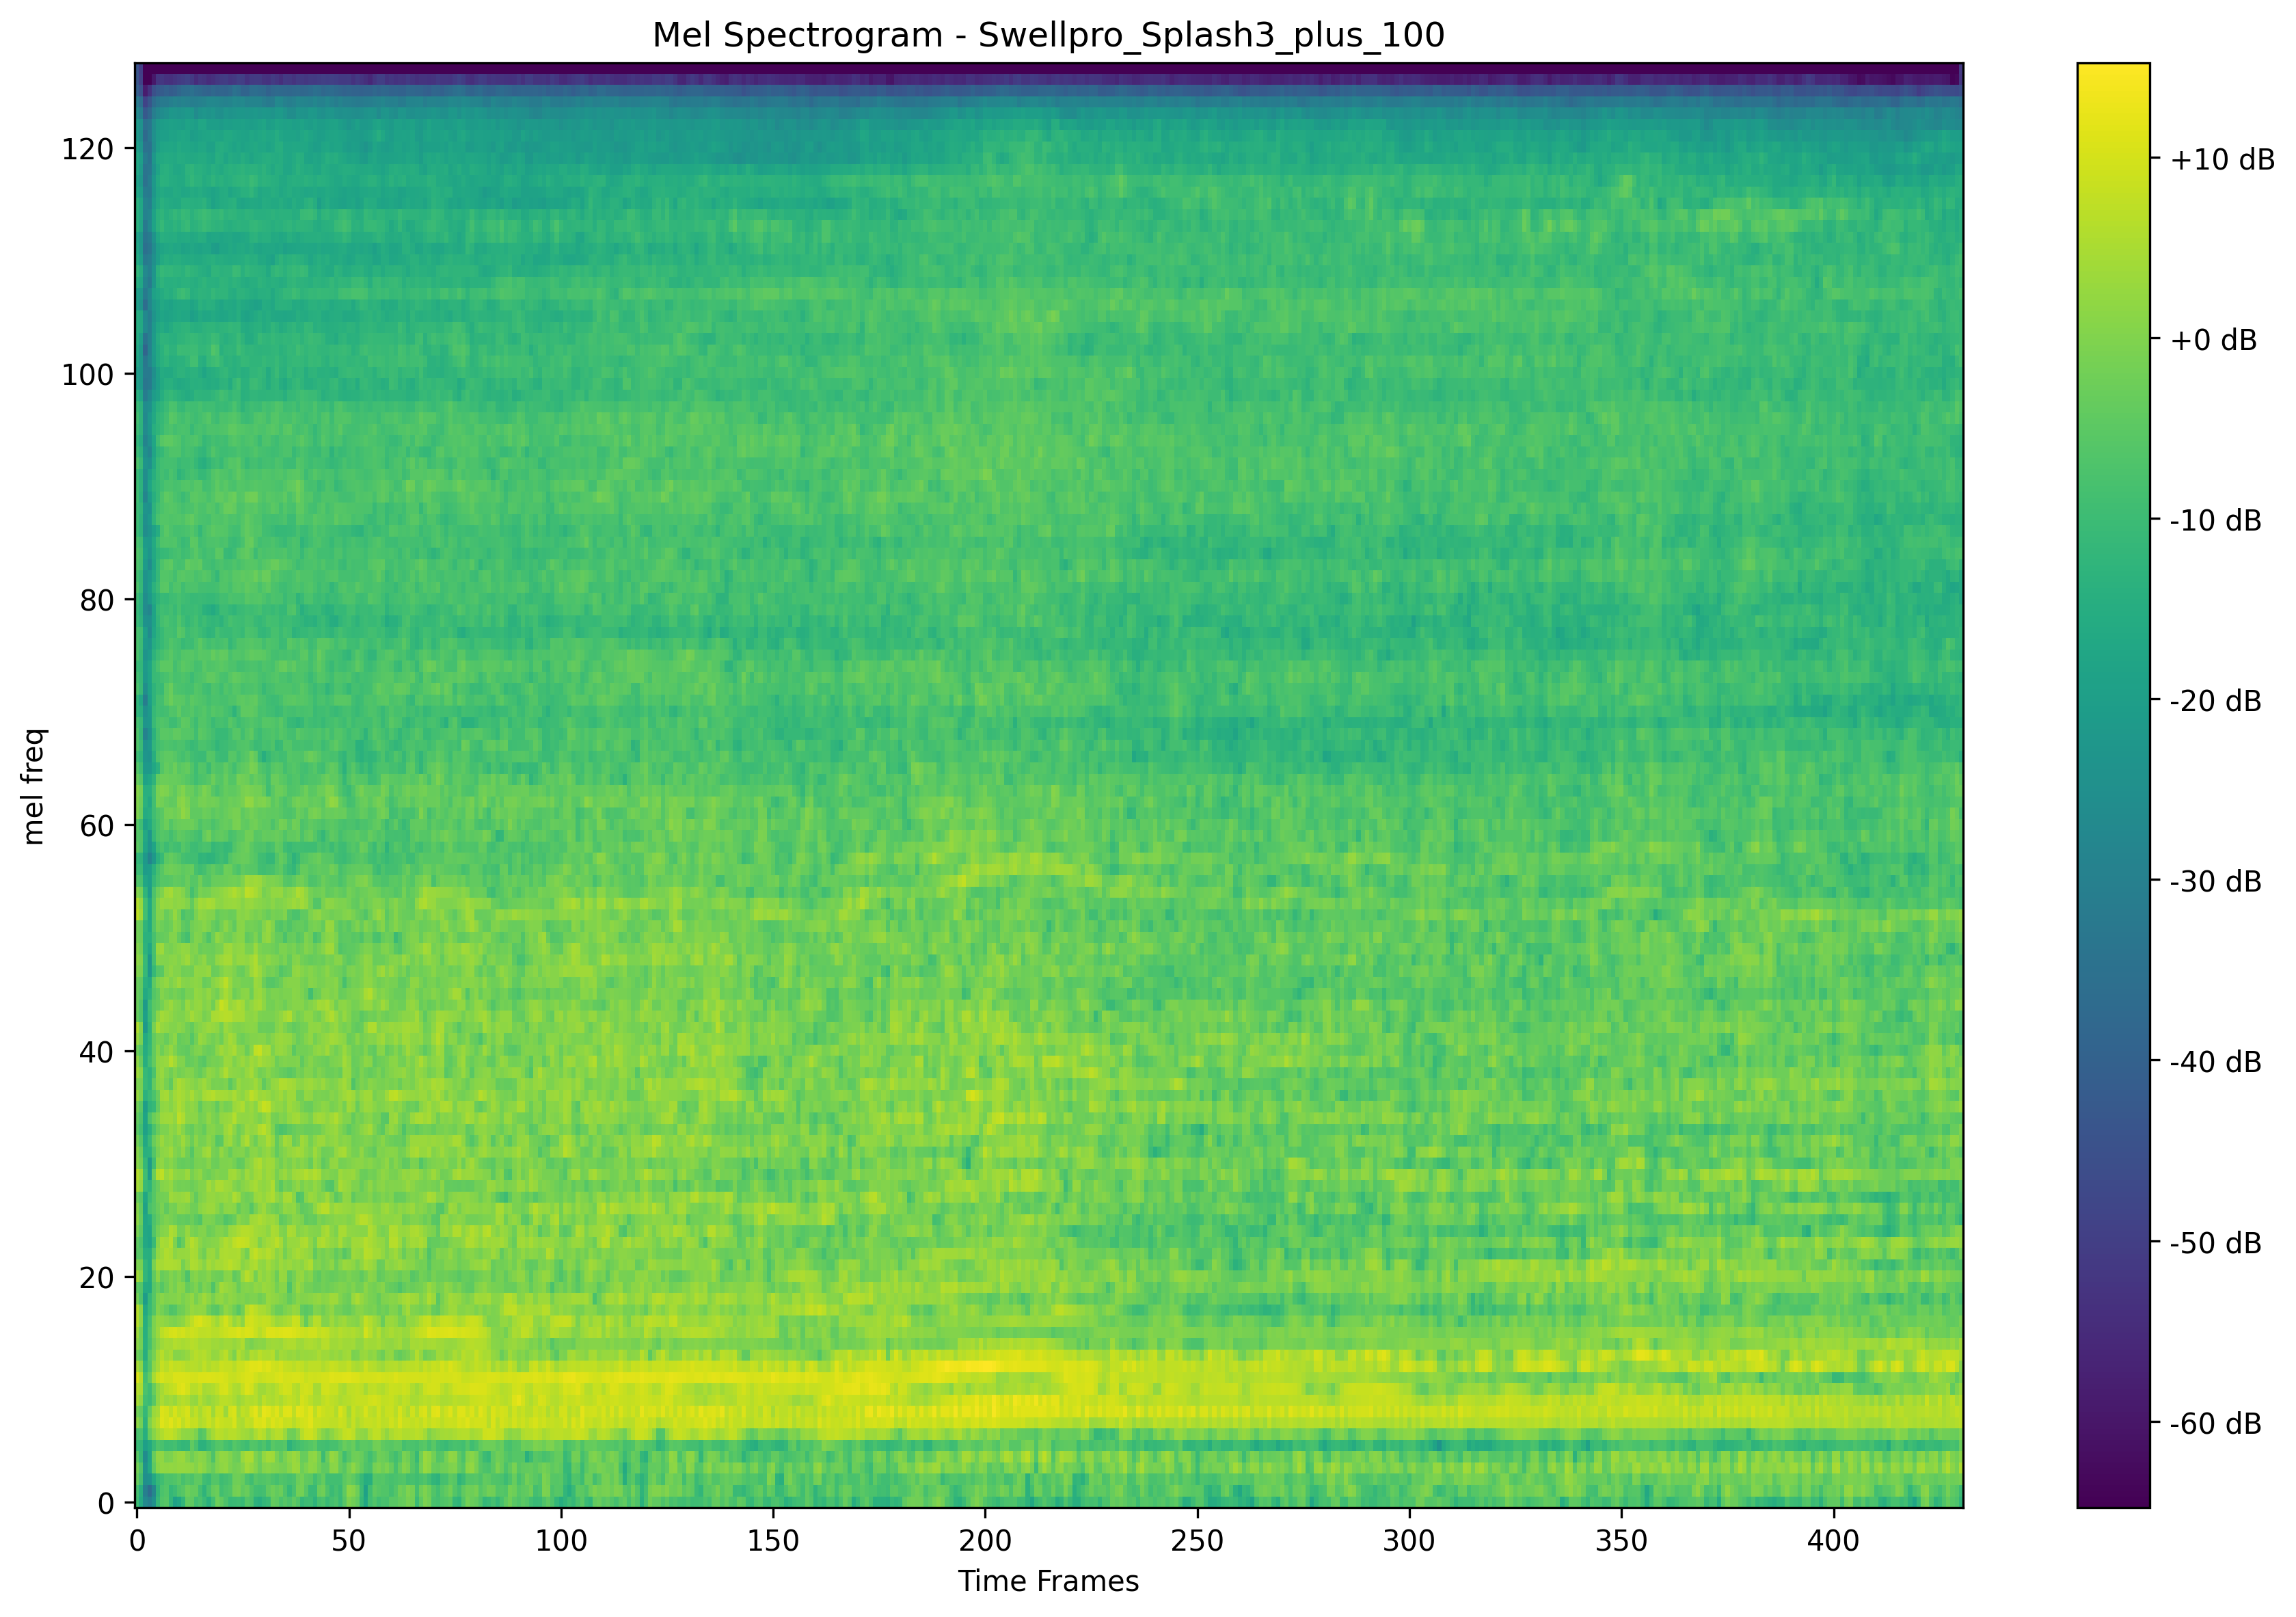 Mel Spectrogram - Swellpro_Splash3_plus_100
120
100
80
60
40
20
0
mel freq
0 50 100 150 200 250 300 350 400
Time Frames
+10 dB
+0 dB
-10 dB
-20 dB
-30 dB
-40 dB
-50 dB
-60 dB